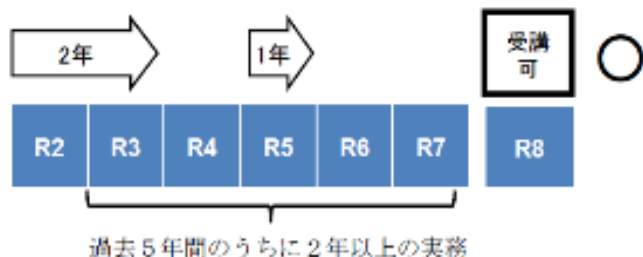 2年
1年
受講
可
R2 R3 R4 R5 R6 R7 R8
過去5年間のうちに2年以上の実務